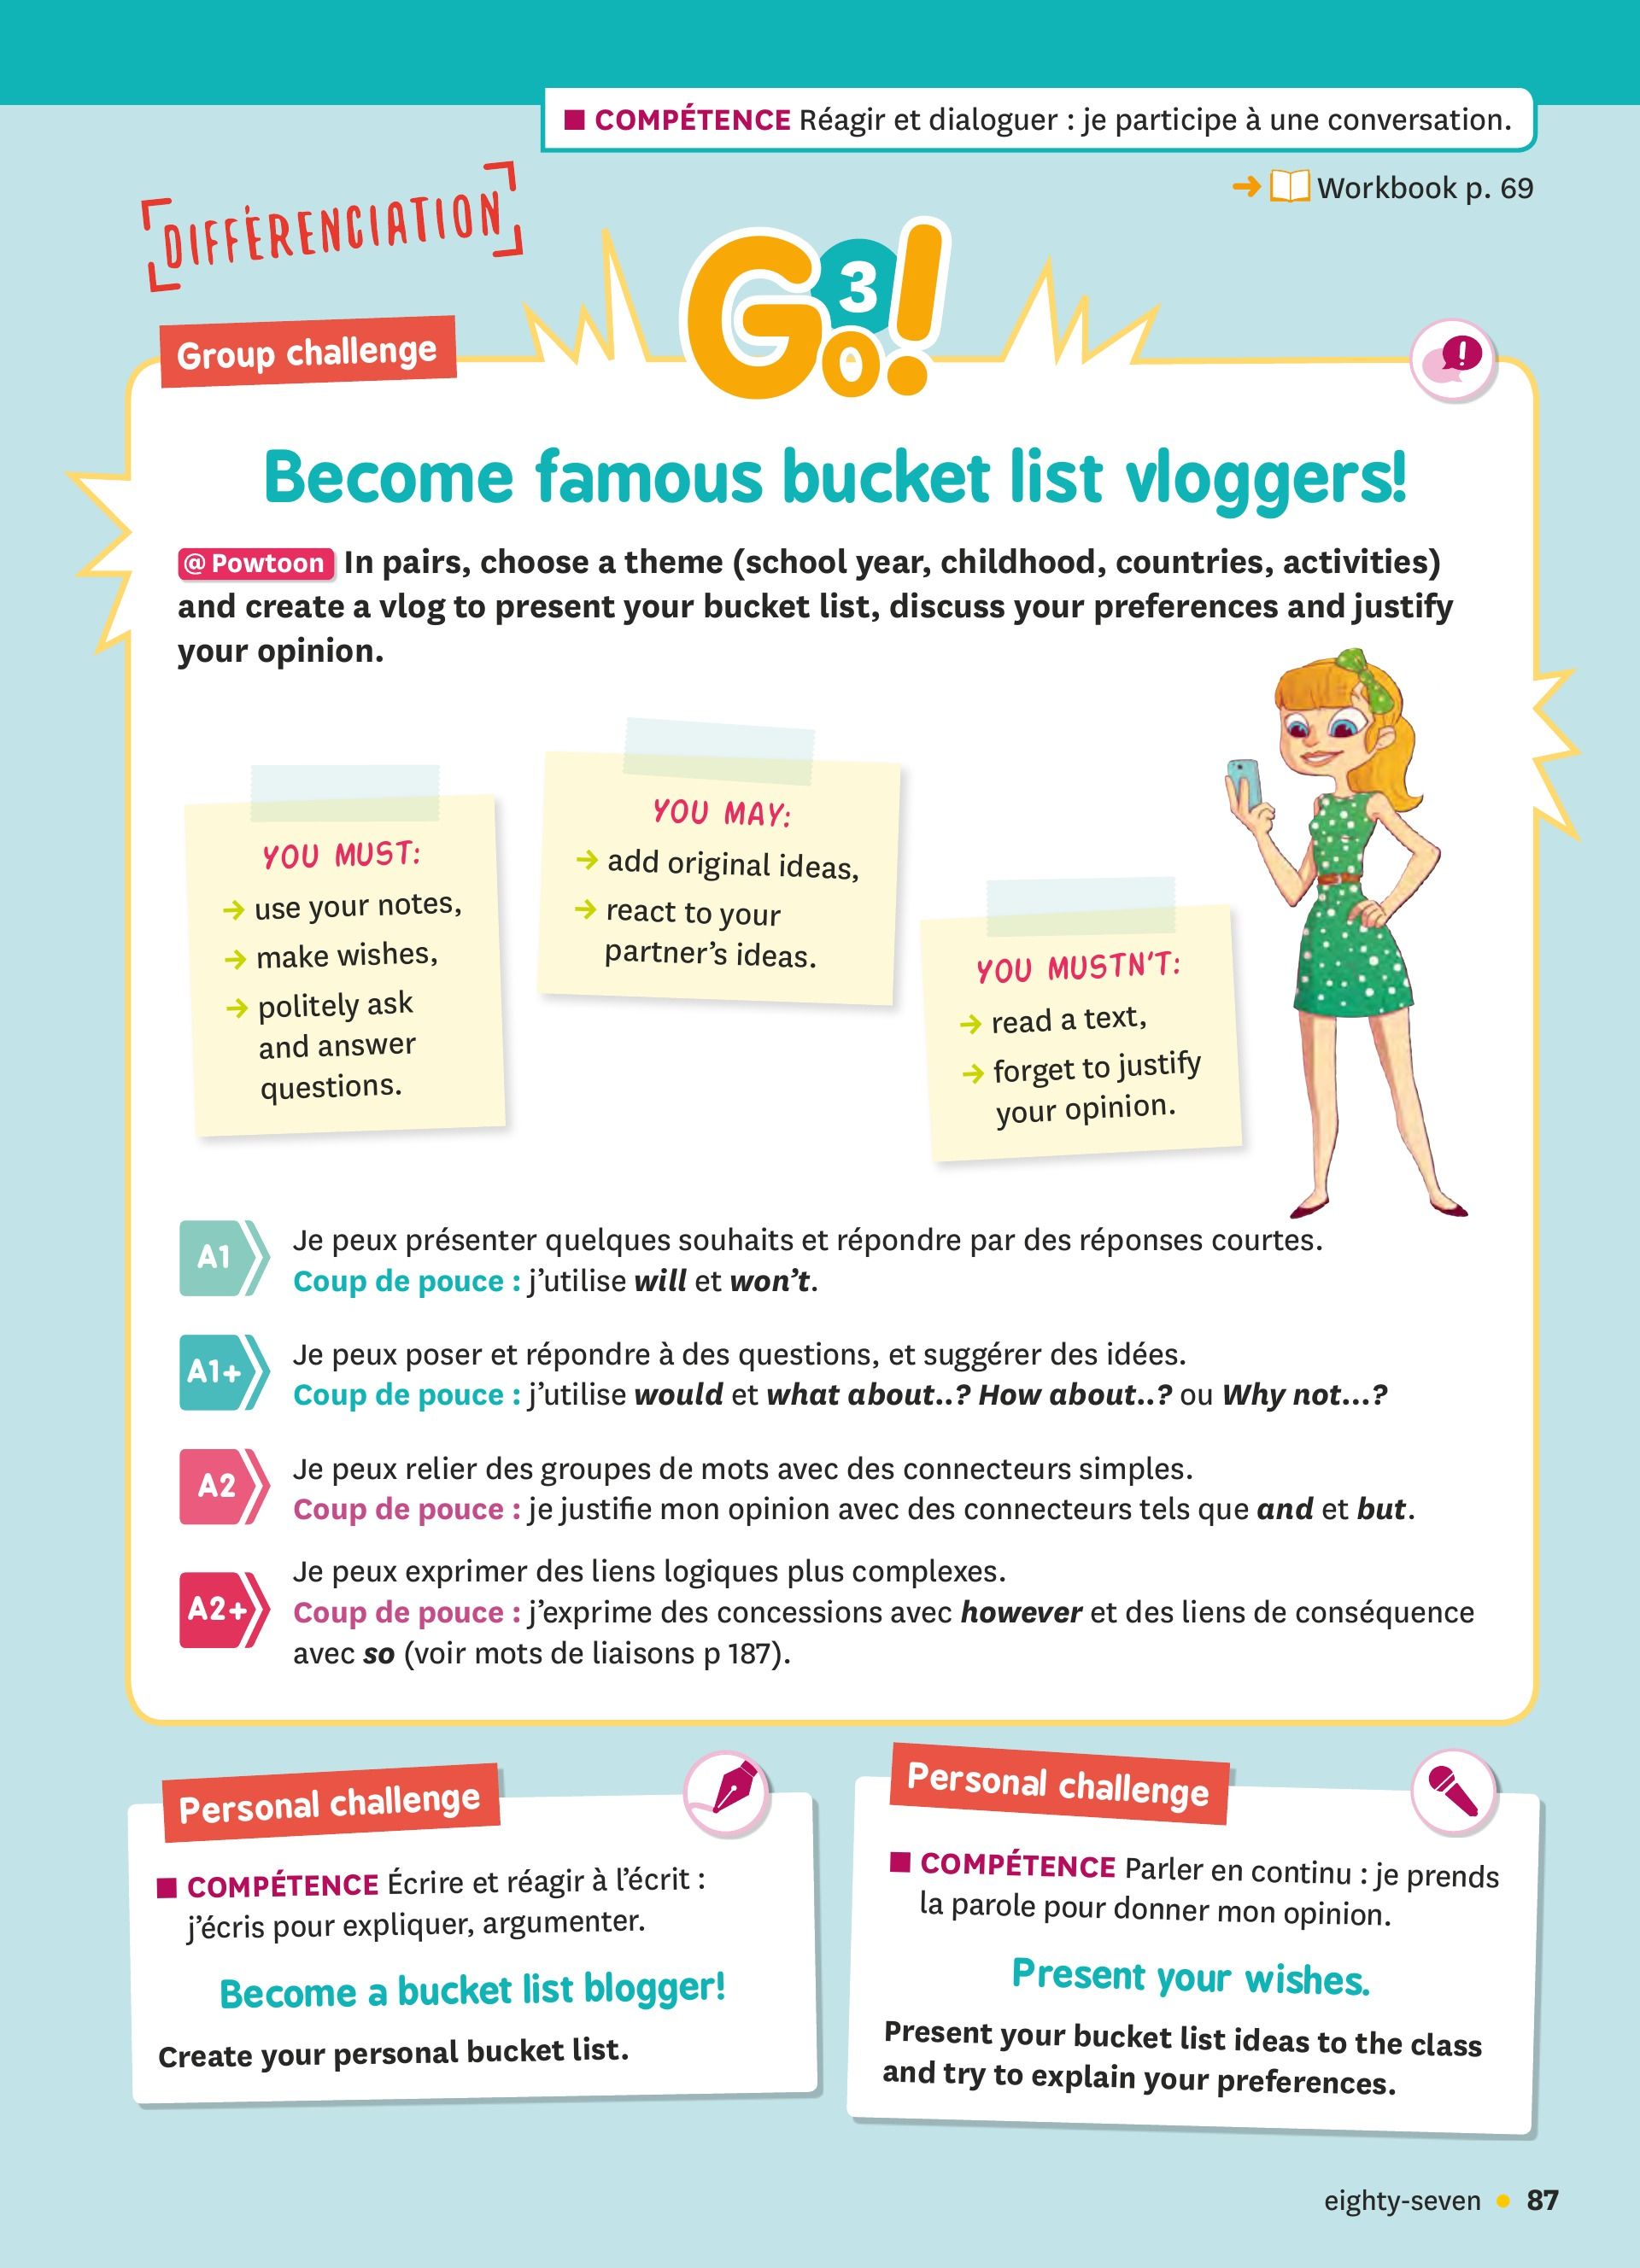 ■ COMPÉTENCE Réagir et dialoguer : je participe à une conversation.
➜ Workbook p. 69
DIFFÉRENCIATION
Go!
3
Group challenge
Become famous bucket list vloggers!
@ Powtoon In pairs, choose a theme (school year, childhood, countries, activities)
and create a vlog to present your bucket list, discuss your preferences and justify
your opinion.
YOU MUST:
→ use your notes,
→ make wishes,
→ politely ask
and answer
questions.
YOU MAY:
→ add original ideas,
→ react to your
partner's ideas.
YOU MUSTN'T:
→ read a text,
→ forget to justify
your opinion.
A1
Je peux présenter quelques souhaits et répondre par des réponses courtes.
Coup de pouce : j'utilise will et won't.
A1+
Je peux poser et répondre à des questions, et suggérer des idées.
Coup de pouce : j'utilise would et what about..? How about..? ou Why not...?
A2
Je peux relier des groupes de mots avec des connecteurs simples.
Coup de pouce : je justifie mon opinion avec des connecteurs tels que and et but.
A2+
Je peux exprimer des liens logiques plus complexes.
Coup de pouce : j'exprime des concessions avec however et des liens de conséquence
avec so (voir mots de liaisons p 187).
Personal challenge
■ COMPÉTENCE Écrire et réagir à l'écrit :
j'écris pour expliquer, argumenter.
Become a bucket list blogger!
Create your personal bucket list.
Personal challenge
■ COMPÉTENCE Parler en continu : je prends
la parole pour donner mon opinion.
Present your wishes.
Present your bucket list ideas to the class
and try to explain your preferences.
eighty-seven • 87